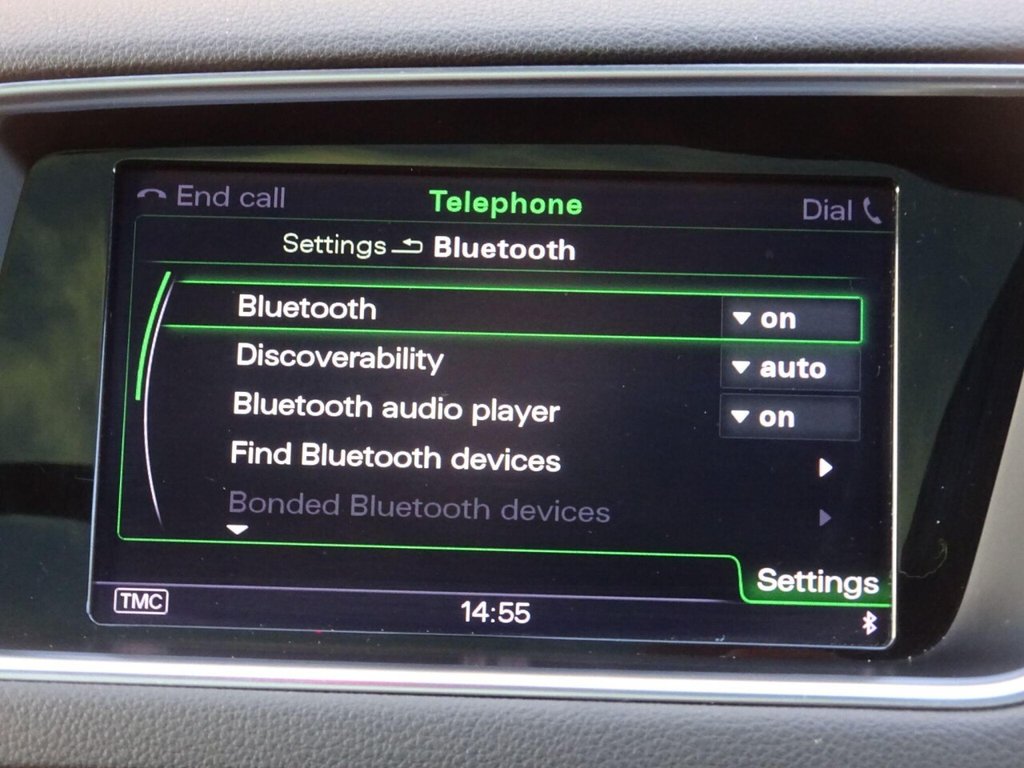 End call Telephone Dial
Settings Bluetooth
Bluetooth on
Discoverability auto
Bluetooth audio player on
Find Bluetooth devices
Bonded Bluetooth devices
Settings
TMC 14:55